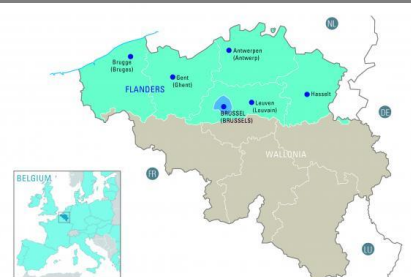 NL
Antwerpen
(Antwerp)
Brugge
(Bruges)
Gent
(Ghent)
FLANDERS
Hasselt
Leuven
(Louvain)
BRUSSEL
(BRUSSELS)
DE
WALLONIA
FR
BELGIUM
LU